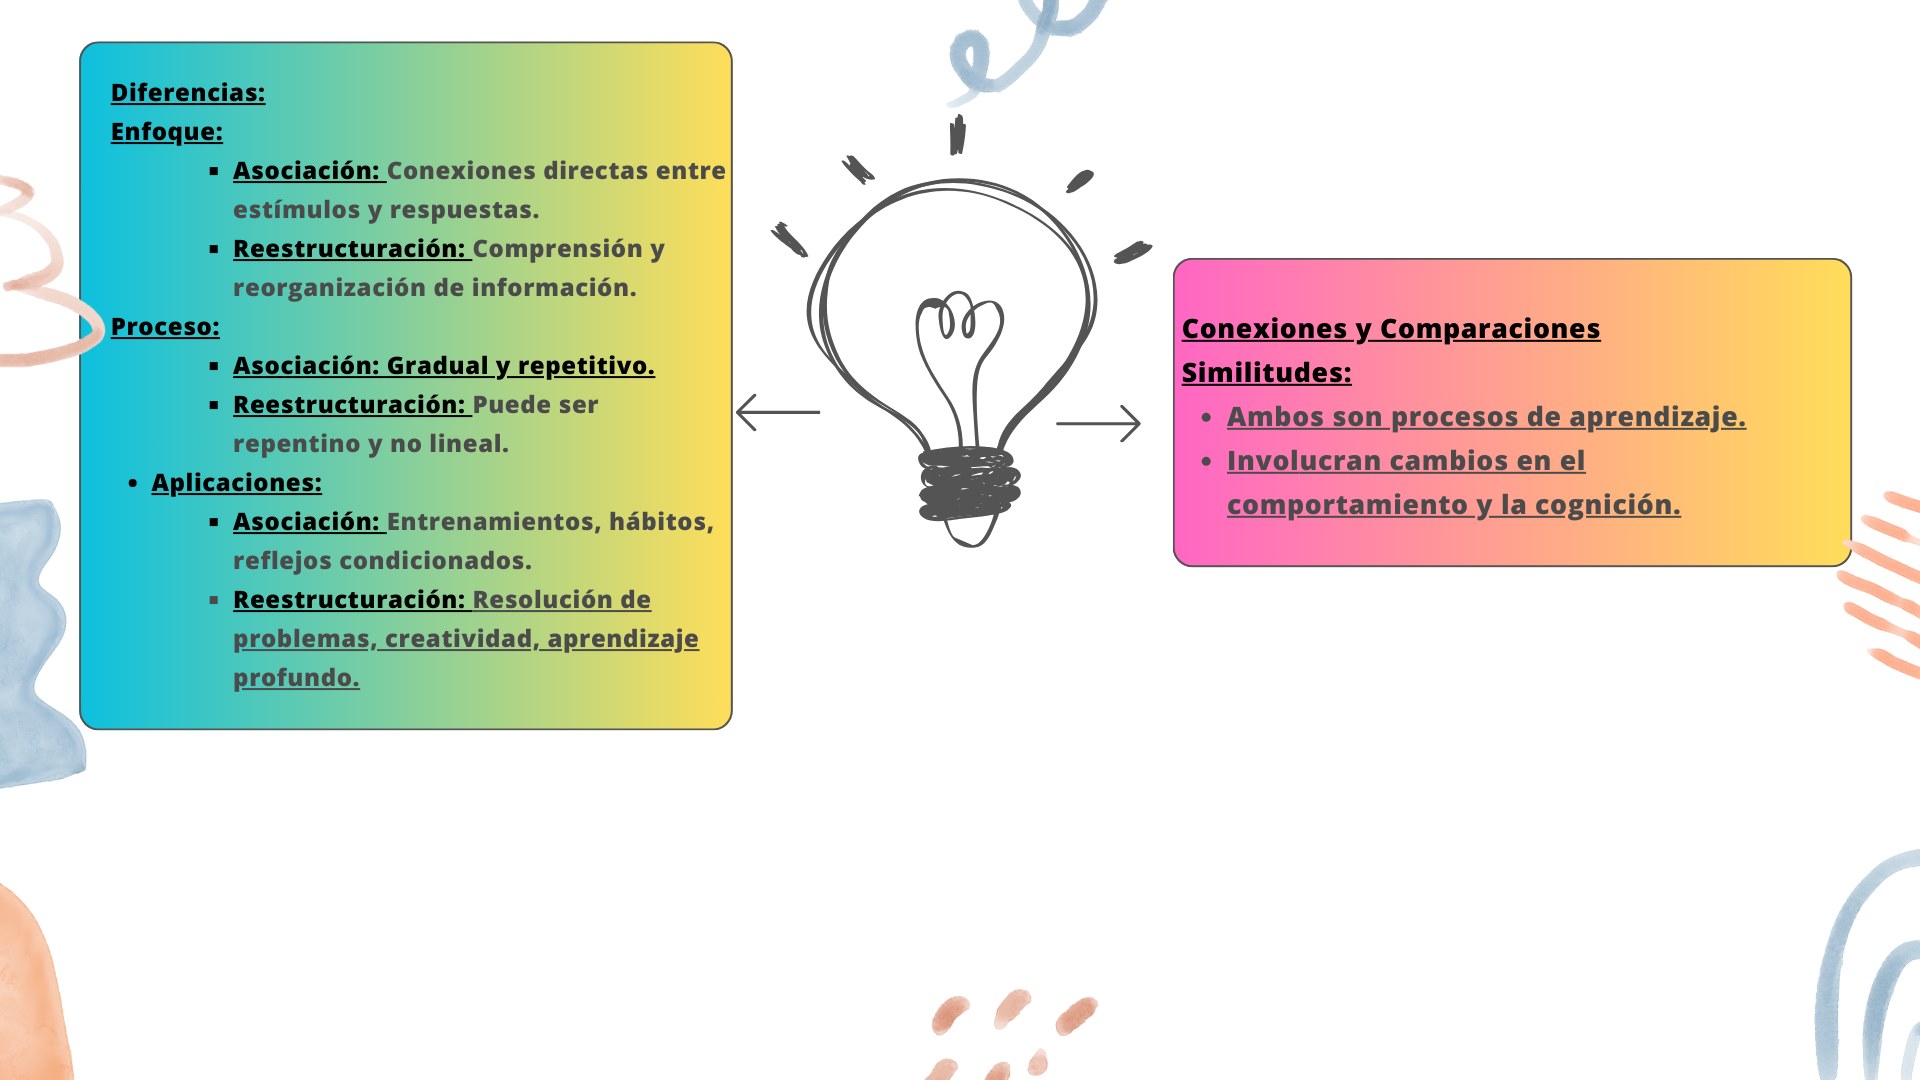 Diferencias:
Enfoque:
▪ Asociación: Conexiones directas entre
estímulos y respuestas.
▪ Reestructuración: Comprensión y
reorganización de información.
Proceso:
▪ Asociación: Gradual y repetitivo.
▪ Reestructuración: Puede ser
repentino y no lineal.
• Aplicaciones:
▪ Asociación: Entrenamientos, hábitos,
reflejos condicionados.
▪ Reestructuración: Resolución de
problemas, creatividad, aprendizaje
profundo.
Conexiones y Comparaciones
Similitudes:
• Ambos son procesos de aprendizaje.
• Involucran cambios en el
comportamiento y la cognición.